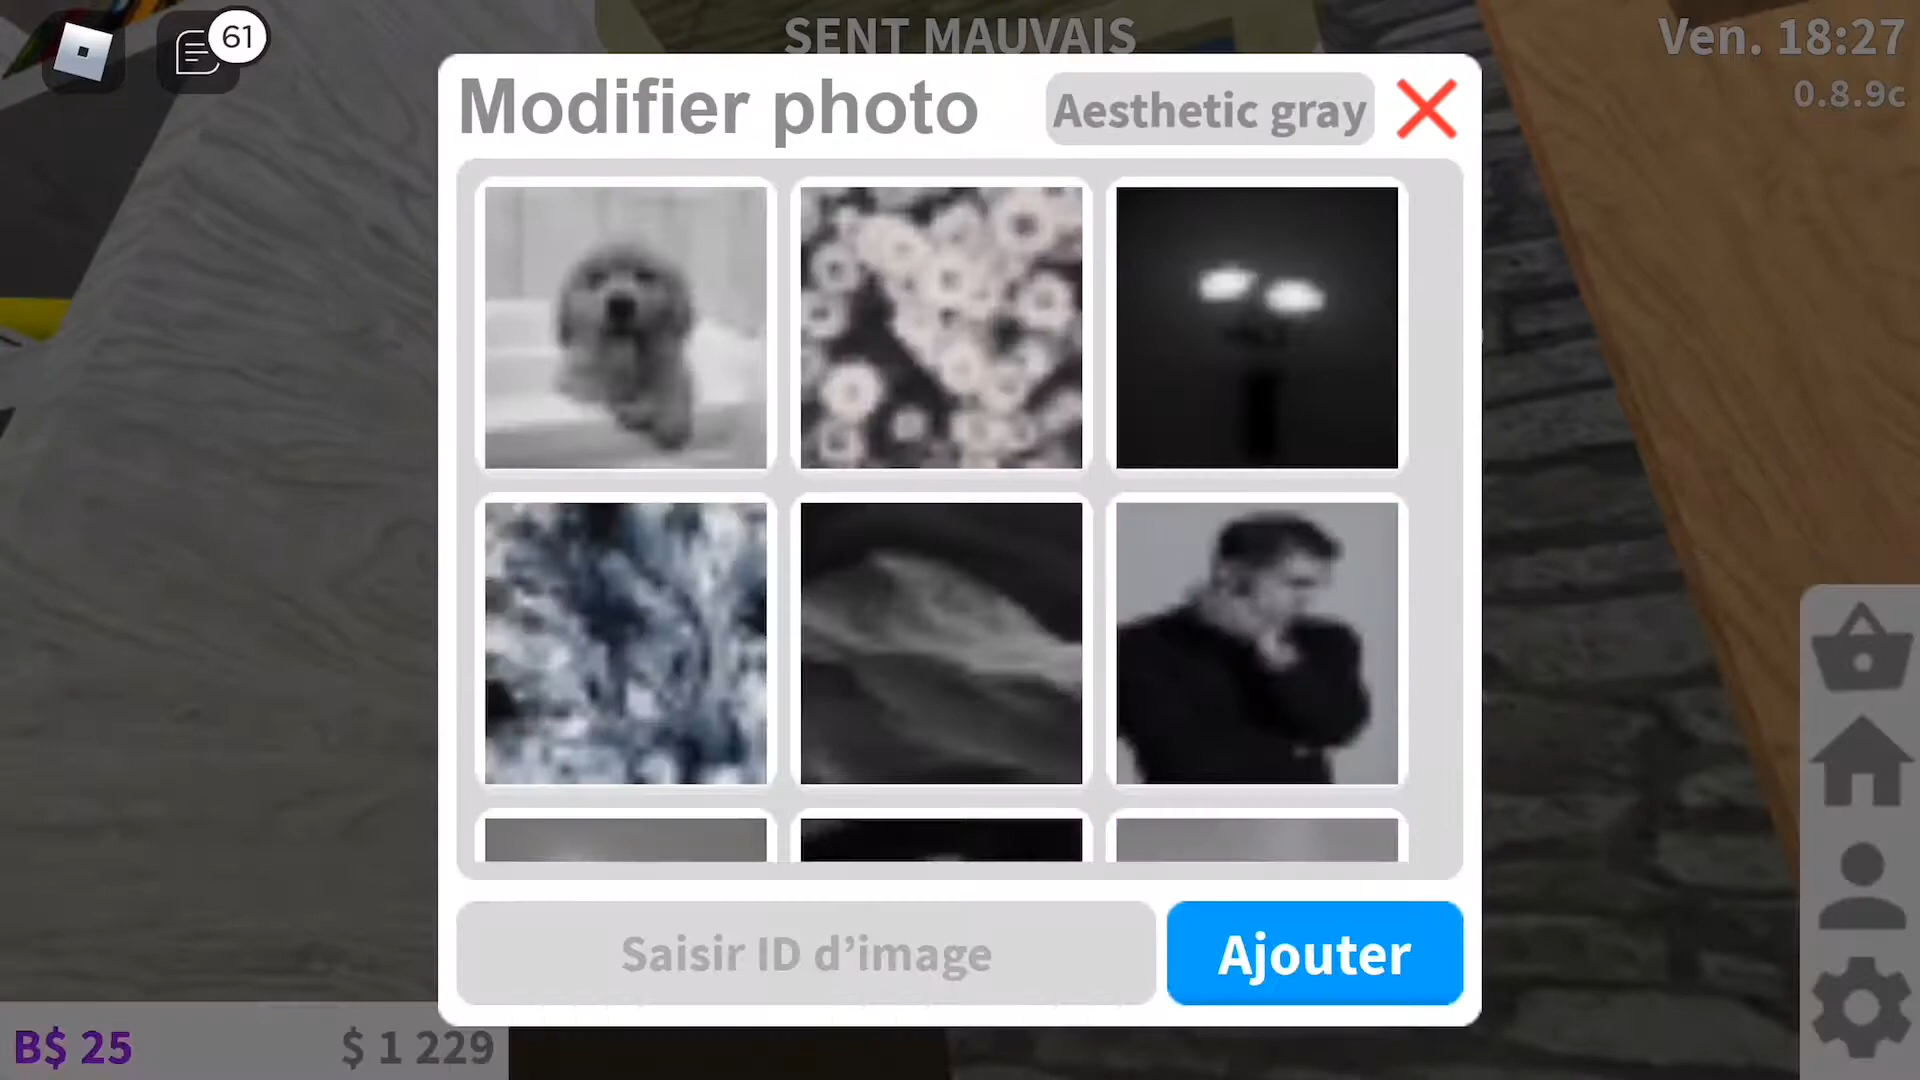 61
SENT MAUVAIS
Ven. 18:27
0.8.9c
Modifier photo
Aesthetic gray
Saisir ID d’image
Ajouter
B$ 25
$ 1 229